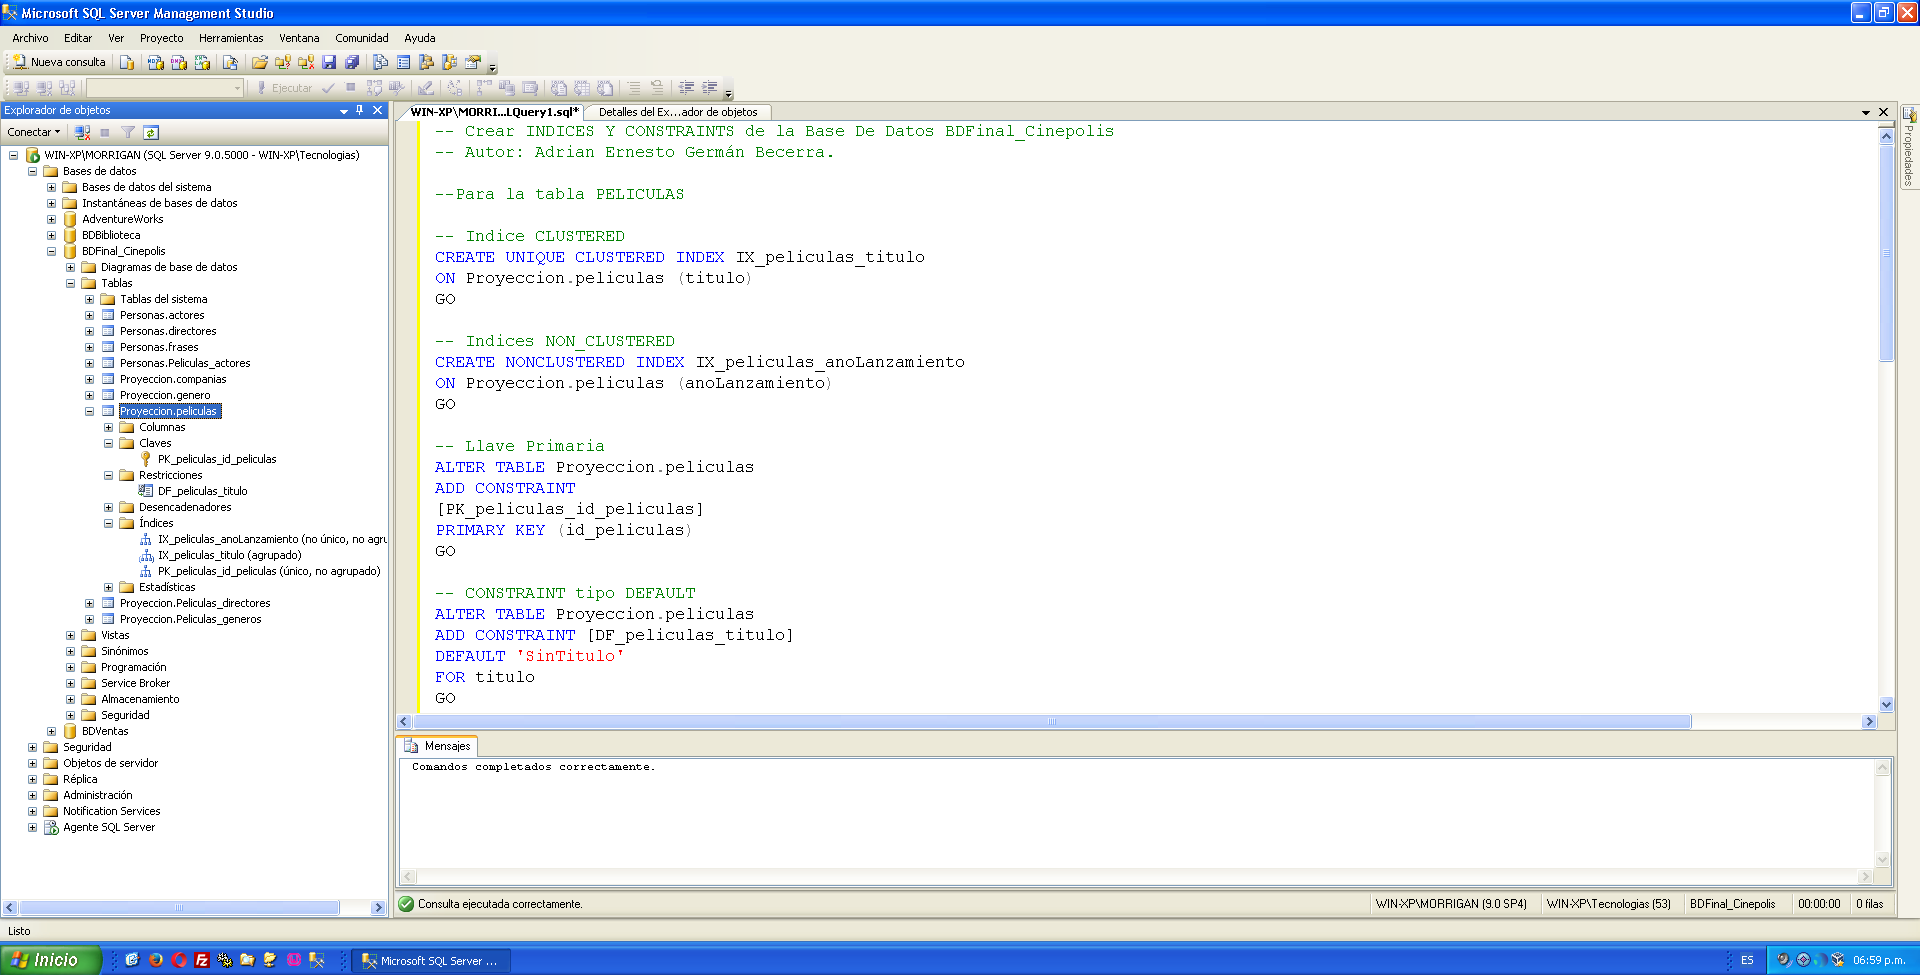 Microsoft SQL Server Management Studio
Archivo Editar Ver Proyecto Herramientas Ventana Comunidad Ayuda
Nueva consulta
Ejecutar
Explorador de objetos
Conectar
WIN-XP\MORRIGAN (SQL Server 9.0.5000 - WIN-XP\Tecnologias)
Bases de datos
Bases de datos del sistema
Instantáneas de bases de datos
AdventureWorks
BDBiblioteca
BDFinal_Cinepolis
Diagramas de base de datos
Tablas
Tablas del sistema
Personas.actores
Personas.directores
Personas.frases
Personas.Peliculas_actores
Proyeccion.companias
Proyeccion.genero
Proyeccion.peliculas
Columnas
Claves
PK_peliculas_id_peliculas
Restricciones
DF_peliculas_titulo
Desencadenadores
Índices
IX_peliculas_anoLanzamiento (no único, no agru
IX_peliculas_titulo (agrupado)
PK_peliculas_id_peliculas (único, no agrupado)
Estadísticas
Proyeccion.Peliculas_directores
Proyeccion.Peliculas_generos
Vistas
Sinónimos
Programación
Service Broker
Almacenamiento
Seguridad
BDVentas
Seguridad
Objetos de servidor
Réplica
Administración
Notification Services
Agente SQL Server
WIN-XP\MORRI...LQuery1.sql* Detalles del Ex...ador de objetos
-- Crear INDICES Y CONSTRAINTS de la Base De Datos BDFinal_Cinepolis
-- Autor: Adrian Ernesto Germán Becerra.
--Para la tabla PELICULAS
-- Indice CLUSTERED
CREATE UNIQUE CLUSTERED INDEX IX_peliculas_titulo
ON Proyeccion.peliculas (titulo)
GO
-- Indices NON_CLUSTERED
CREATE NONCLUSTERED INDEX IX_peliculas_anoLanzamiento
ON Proyeccion.peliculas (anoLanzamiento)
GO
-- Llave Primaria
ALTER TABLE Proyeccion.peliculas
ADD CONSTRAINT
[PK_peliculas_id_peliculas]
PRIMARY KEY (id_peliculas)
GO
-- CONSTRAINT tipo DEFAULT
ALTER TABLE Proyeccion.peliculas
ADD CONSTRAINT [DF_peliculas_titulo]
DEFAULT 'SinTitulo'
FOR titulo
GO
Propiedades
Mensajes
Comandos completados correctamente.
Consulta ejecutada correctamente. WIN-XP\MORRIGAN (9.0 SP4) WIN-XP\Tecnologias (53) BDFinal_Cinepolis 00:00:00 0 filas
Listo
Inicio Microsoft SQL Server ... ES 06:59 p.m.